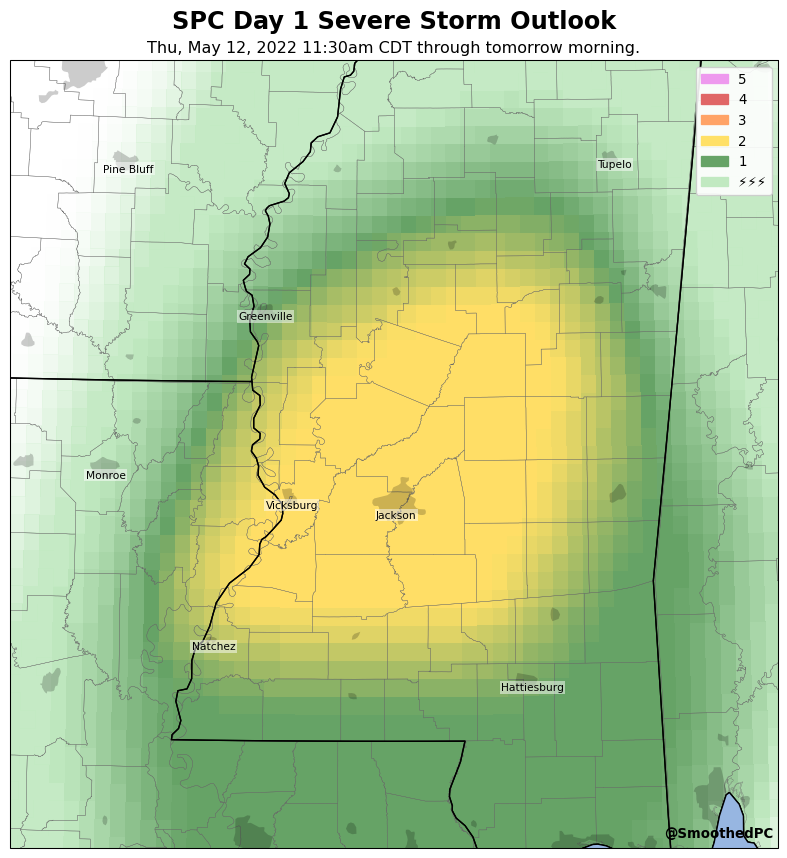 SPC Day 1 Severe Storm Outlook
Thu, May 12, 2022 11:30am CDT through tomorrow morning.
5
4
3
2
1
⚡⚡⚡
Pine Bluff
Tupelo
Greenville
Monroe
Vicksburg
Jackson
Natchez
Hattiesburg
@SmoothedPC